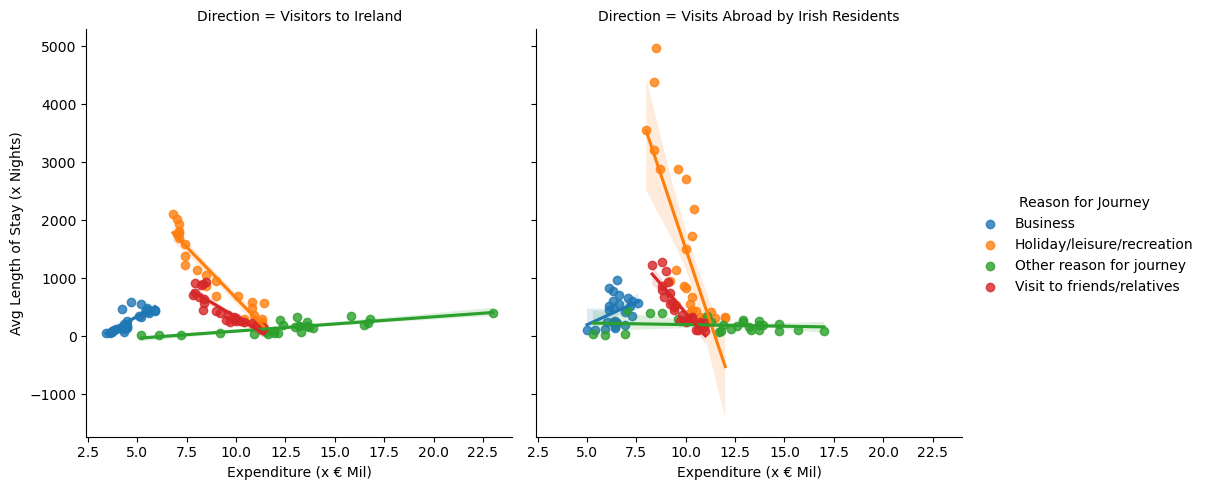 Direction = Visitors to Ireland
Direction = Visits Abroad by Irish Residents
Avg Length of Stay (x Nights)
5000
4000
3000
2000
1000
0
−1000
2.5 5.0 7.5 10.0 12.5 15.0 17.5 20.0 22.5
2.5 5.0 7.5 10.0 12.5 15.0 17.5 20.0 22.5
Expenditure (x € Mil)
Expenditure (x € Mil)
Reason for Journey
Business
Holiday/leisure/recreation
Other reason for journey
Visit to friends/relatives